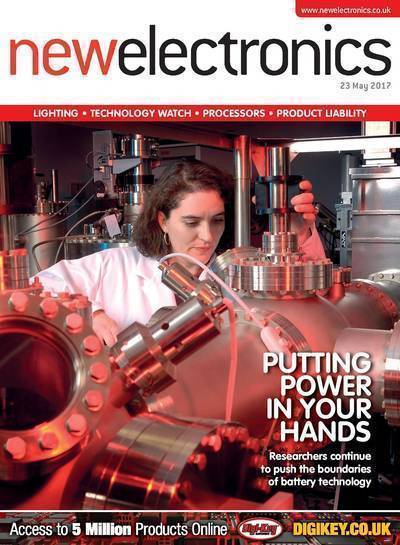 www.newelectronics.co.uk
newelectronics
23 May 2017
LIGHTING • TECHNOLOGY WATCH • PROCESSORS • PRODUCT LIABILITY
PUTTING
POWER
IN YOUR
HANDS
Researchers continue
to push the boundaries
of battery technology
Access to 5 Million Products Online
Digi-Key
DIGIKEY.CO.UK